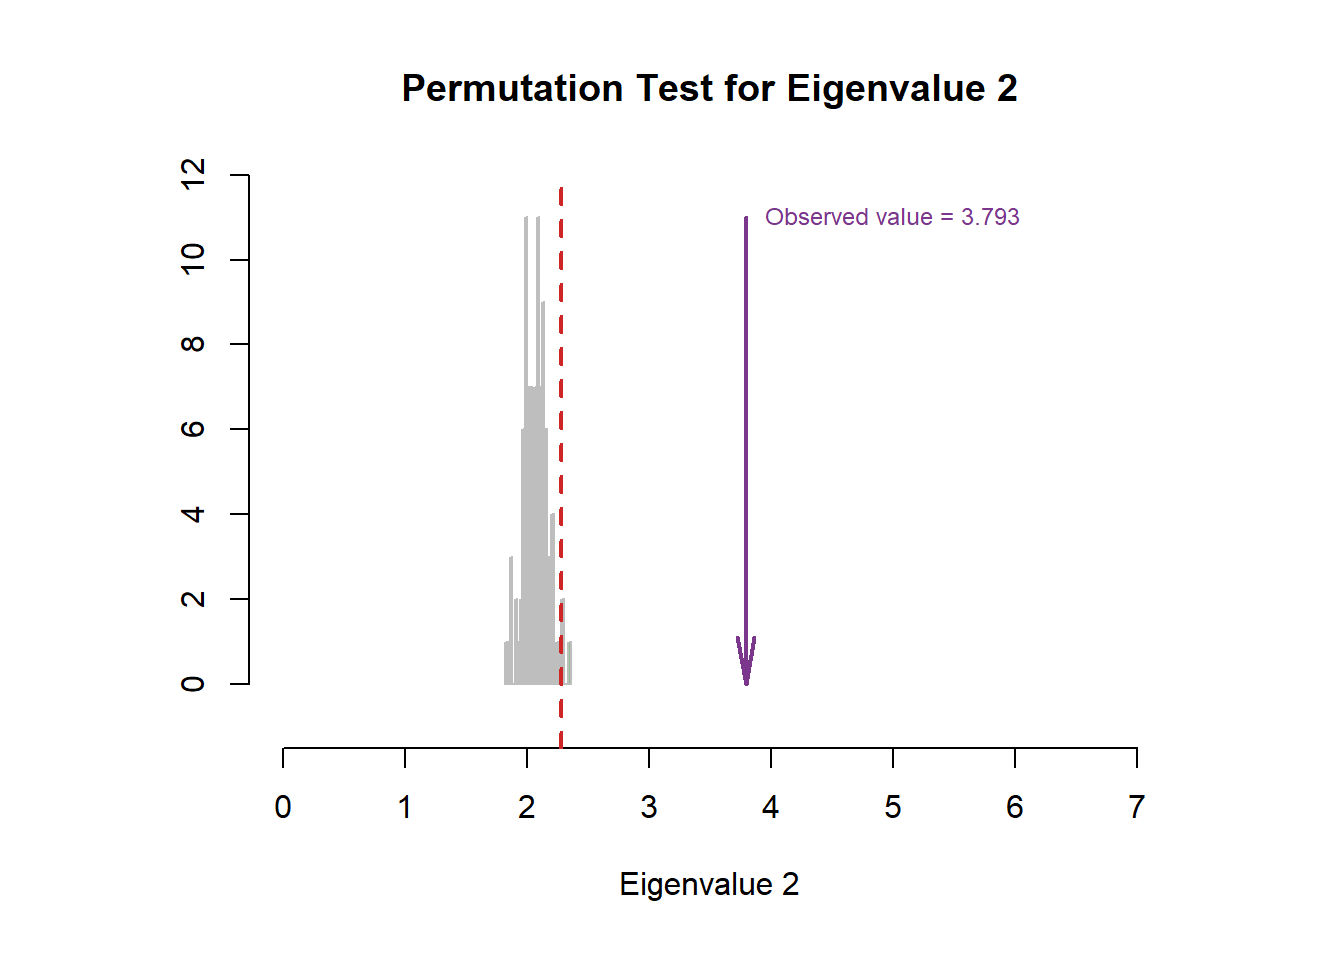 Permutation Test for Eigenvalue 2
12
10
8
6
4
2
0
Observed value = 3.793
0 1 2 3 4 5 6 7
Eigenvalue 2